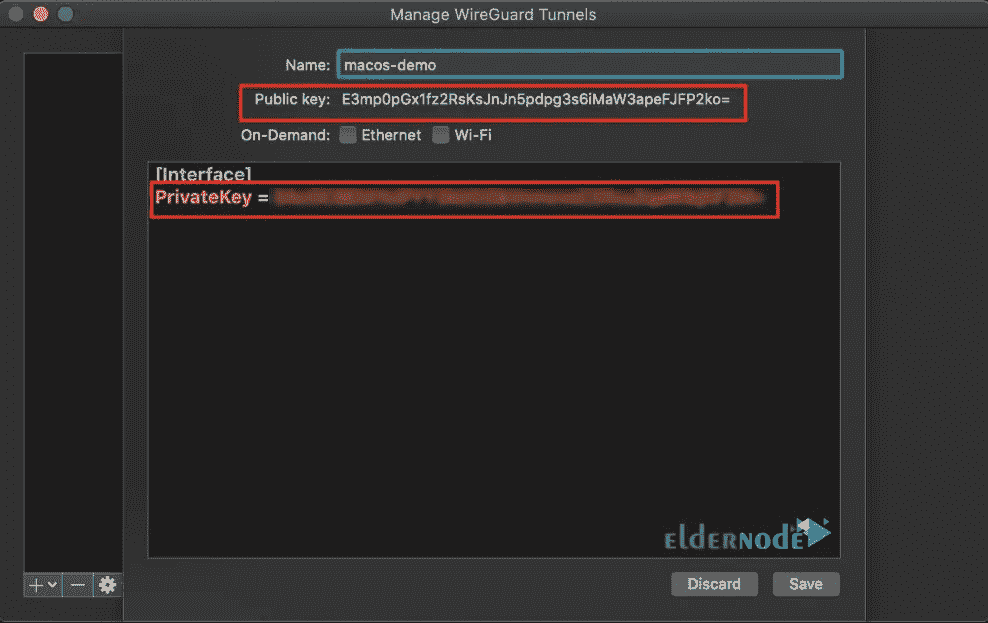 Manage WireGuard Tunnels
Name: macos-demo
Public key: E3mp0pGx1fz2RsKsJnJn5pdpg3s6iMaW3apeFJFP2ko=
On-Demand: Ethernet Wi-Fi
[Interface]
PrivateKey =
ELDERNODE
Discard Save